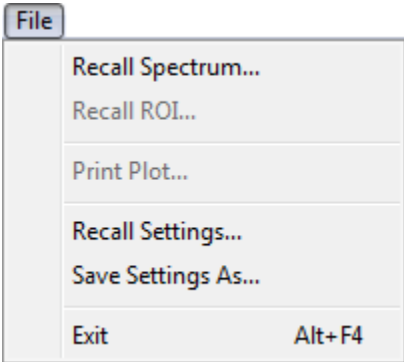 File
Recall Spectrum...
Recall ROI...
Print Plot...
Recall Settings...
Save Settings As...
Exit Alt+F4